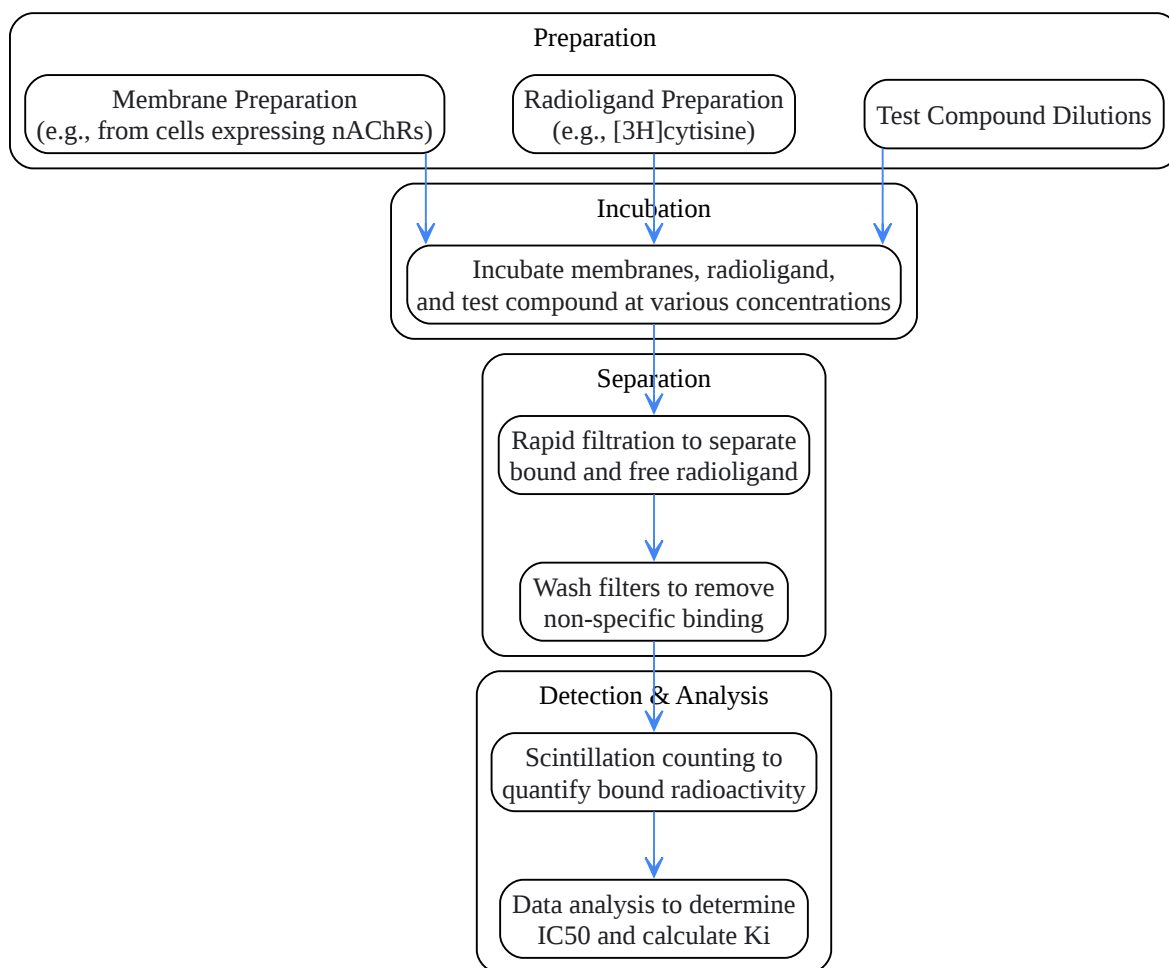 Preparation
Membrane Preparation
(e.g., from cells expressing nAChRs)
Radioligand Preparation
(e.g., [3H]cytisine)
Test Compound Dilutions
Incubation
Incubate membranes, radioligand,
and test compound at various concentrations
Separation
Rapid filtration to separate
bound and free radioligand
Wash filters to remove
non-specific binding
Detection & Analysis
Scintillation counting to
quantify bound radioactivity
Data analysis to determine
IC50 and calculate Ki